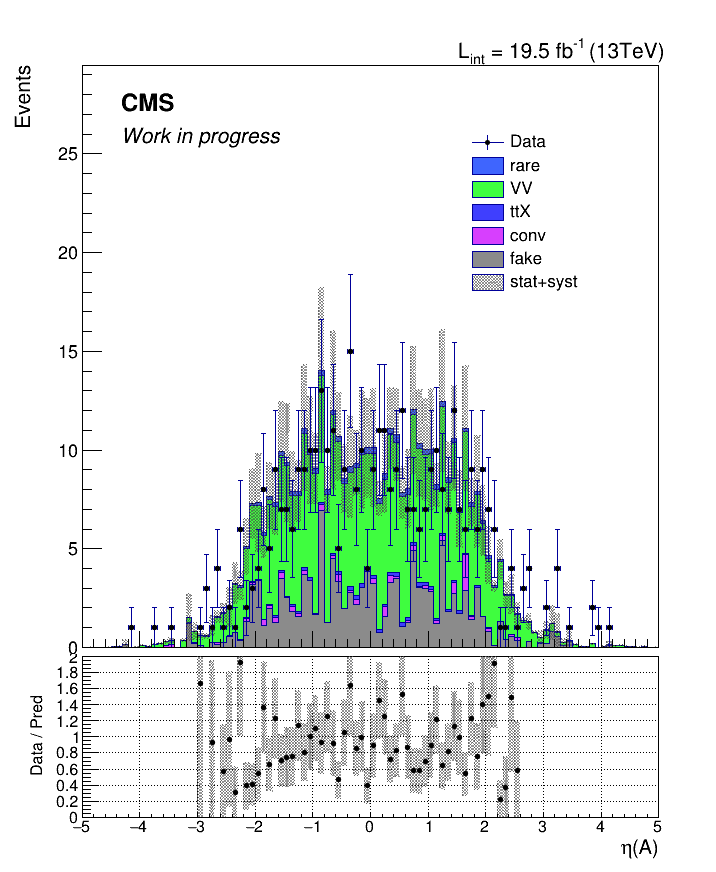 L_int = 19.5 fb⁻¹ (13TeV)
Events
CMS
Work in progress
Data
rare
VV
ttX
conv
fake
stat+syst
25
20
15
10
5
0
Data / Pred
2
1.8
1.6
1.4
1.2
1
0.8
0.6
0.4
0.2
0
−5 −4 −3 −2 −1 0 1 2 3 4 5
η(A)